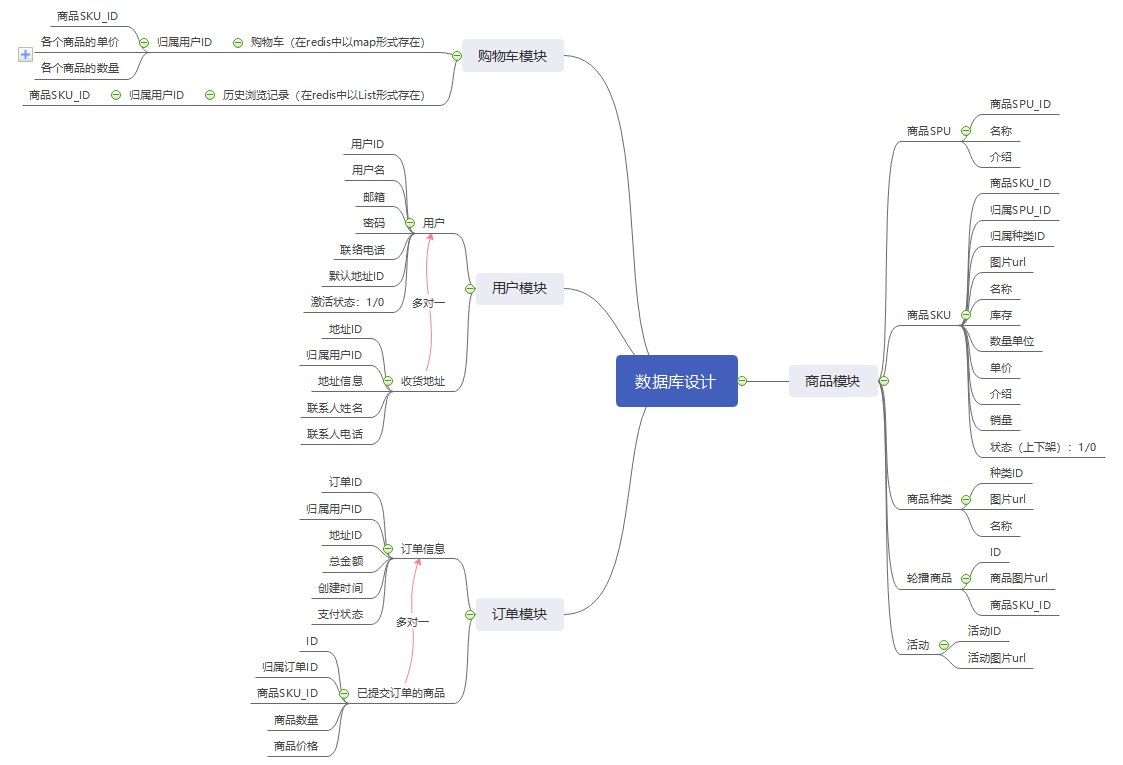 数据库设计
购物车模块
购物车（在redis中以map形式存在）
归属用户ID
商品SKU_ID
各个商品的单价
各个商品的数量
历史浏览记录（在redis中以List形式存在）
归属用户ID
商品SKU_ID
用户模块
用户
用户ID
用户名
邮箱
密码
联络电话
默认地址ID
激活状态：1/0
多对一
收货地址
地址ID
归属用户ID
地址信息
联系人姓名
联系人电话
订单模块
订单信息
订单ID
归属用户ID
地址ID
总金额
创建时间
支付状态
多对一
已提交订单的商品
ID
归属订单ID
商品SKU_ID
商品数量
商品价格
商品模块
商品SPU
商品SPU_ID
名称
介绍
商品SKU
商品SKU_ID
归属SPU_ID
归属种类ID
图片url
名称
库存
数量单位
单价
介绍
销量
状态（上下架）：1/0
商品种类
种类ID
图片url
名称
轮播商品
ID
商品图片url
商品SKU_ID
活动
活动ID
活动图片url